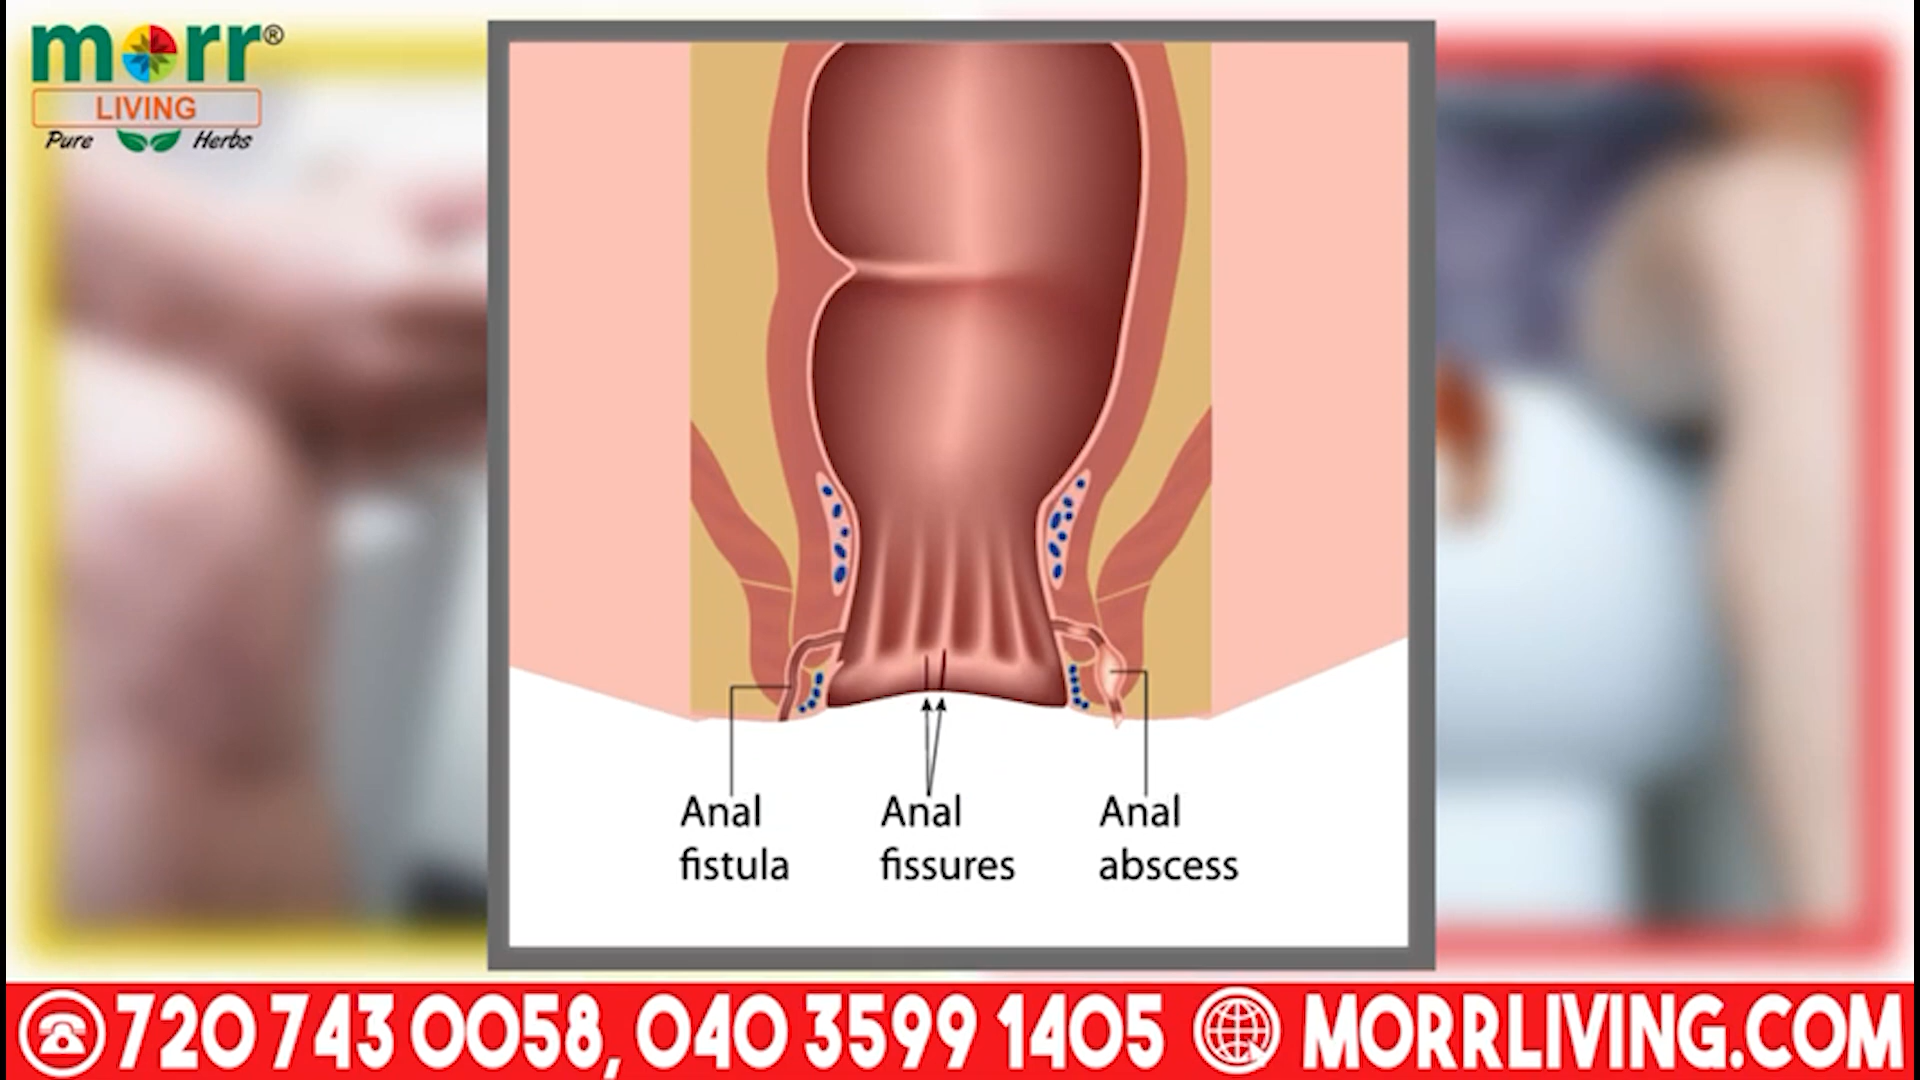 morr®
LIVING
Pure Herbs
Anal
fistula
Anal
fissures
Anal
abscess
720 743 0058, 040 3599 1405 MORRLIVING.COM